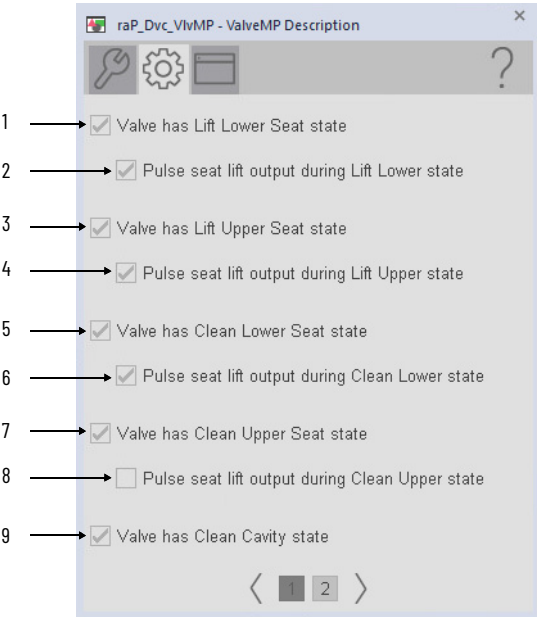 raP_Dvc_VlvMP - ValveMP Description
1 Valve has Lift Lower Seat state
2 Pulse seat lift output during Lift Lower state
3 Valve has Lift Upper Seat state
4 Pulse seat lift output during Lift Upper state
5 Valve has Clean Lower Seat state
6 Pulse seat lift output during Clean Lower state
7 Valve has Clean Upper Seat state
8 Pulse seat lift output during Clean Upper state
9 Valve has Clean Cavity state
1 2